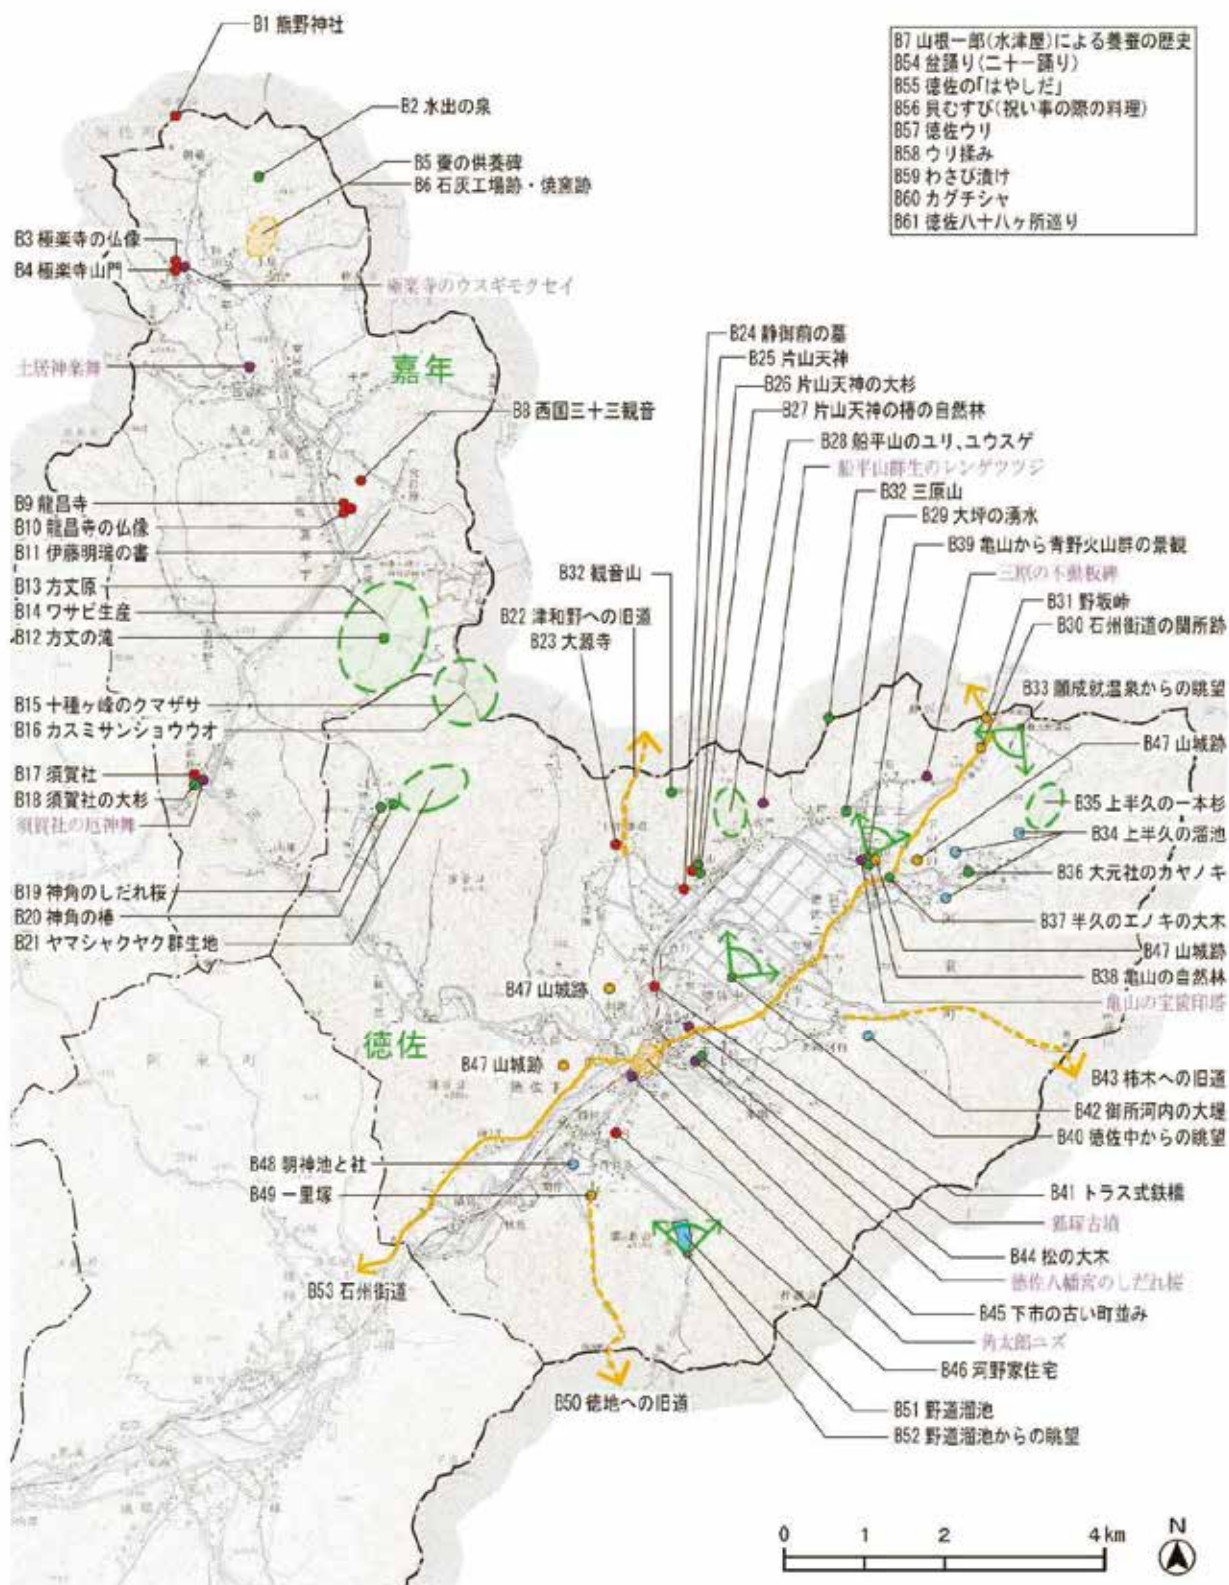 B1 熊野神社
B2 水出の泉
B5 蚕の供養碑
B6 石灰工場跡・焼窯跡
B3 極楽寺の仏像
B4 極楽寺山門
極楽寺のウスギモクセイ
土居神楽舞
嘉年
B8 西国三十三観音
B9 龍昌寺
B10 龍昌寺の仏像
B11 伊藤明瑞の書
B13 方丈原
B14 ワサビ生産
B12 方丈の滝
B15 十種ヶ峰のクマザサ
B16 カスミサンショウウオ
B17 須賀社
B18 須賀社の大杉
須賀社の厄神舞
B19 神角のしだれ桜
B20 神角の椿
B21 ヤマシャクヤク群生地
B7 山根一郎(水津屋)による養蚕の歴史
B54 盆踊り(二十一踊り)
B55 徳佐の「はやしだ」
B56 貝むすび(祝い事の際の料理)
B57 徳佐ウリ
B58 ウリ揉み
B59 わさび漬け
B60 カグチシャ
B61 徳佐八十八ヶ所巡り
B24 静御前の墓
B25 片山天神
B26 片山天神の大杉
B27 片山天神の椿の自然林
B28 船平山のユリ、ユウスゲ
船平山群生のレンゲツツジ
B32 三原山
B29 大坪の湧水
B39 亀山から青野火山群の景観
三原の不動板碑
B31 野坂峠
B30 石州街道の関所跡
B32 観音山
B22 津和野への旧道
B23 大源寺
B33 願成就温泉からの眺望
B47 山城跡
B35 上半久の一本杉
B34 上半久の溜池
B36 大元社のカヤノキ
B37 半久のエノキの大木
B47 山城跡
B38 亀山の自然林
亀山の宝篋印塔
B47 山城跡
徳佐
B47 山城跡
B43 柿木への旧道
B42 御所河内の大堤
B40 徳佐中からの眺望
B48 明神池と社
B49 一里塚
B41 トラス式鉄橋
狐塚古墳
B44 松の大木
徳佐八幡宮のしだれ桜
B53 石州街道
B45 下市の古い町並み
角太郎ニズ
B46 河野家住宅
B50 徳地への旧道
B51 野道溜池
B52 野道溜池からの眺望
0 1 2 4km
N